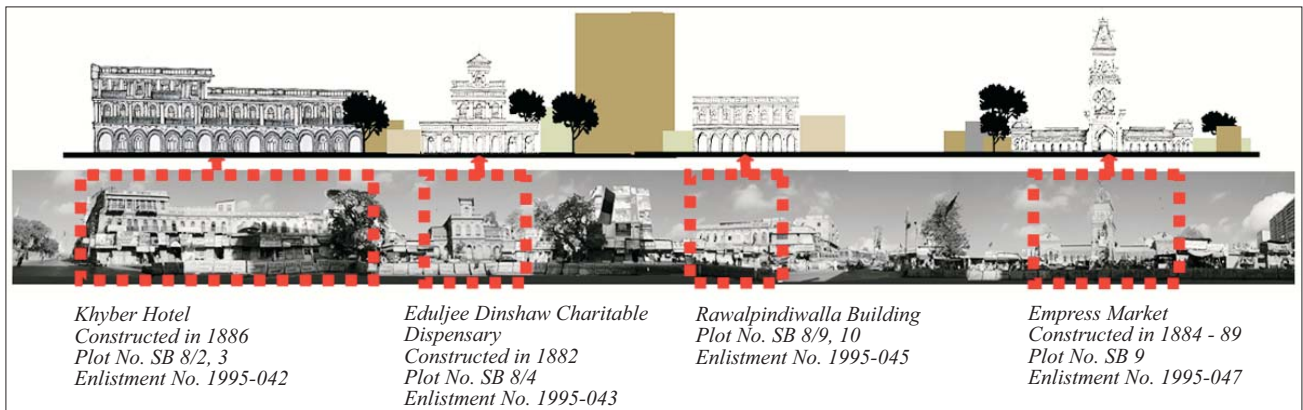 Khyber Hotel
Constructed in 1886
Plot No. SB 8/2, 3
Enlistment No. 1995-042
Eduljee Dinshaw Charitable
Dispensary
Constructed in 1882
Plot No. SB 8/4
Enlistment No. 1995-043
Rawalpindiwalla Building
Plot No. SB 8/9, 10
Enlistment No. 1995-045
Empress Market
Constructed in 1884 - 89
Plot No. SB 9
Enlistment No. 1995-047